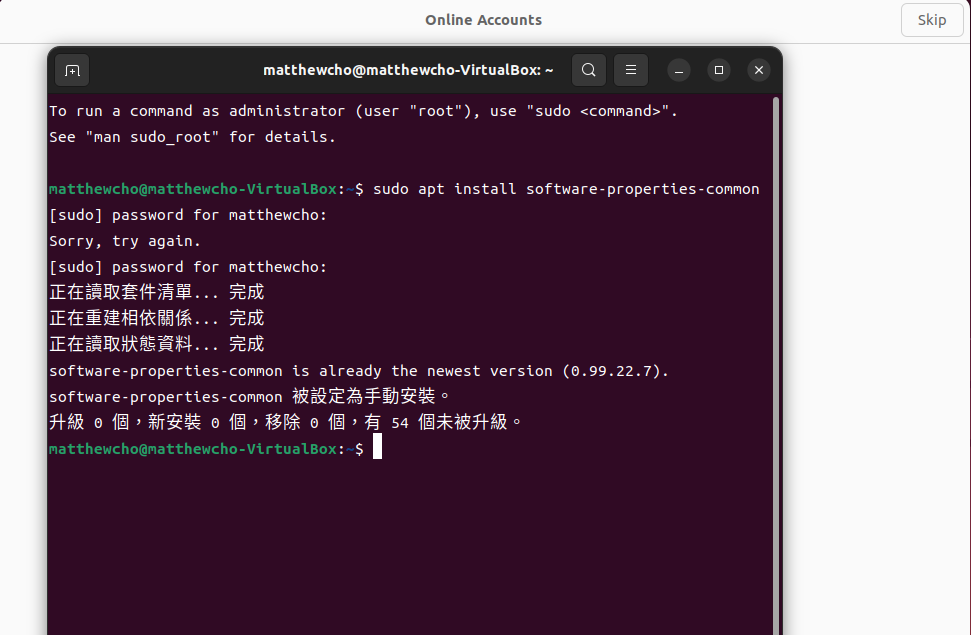 Online Accounts
Skip
matthewcho@matthewcho-VirtualBox: ~
To run a command as administrator (user "root"), use "sudo <command>".
See "man sudo_root" for details.
matthewcho@matthewcho-VirtualBox:~$ sudo apt install software-properties-common
[sudo] password for matthewcho:
Sorry, try again.
[sudo] password for matthewcho:
正在讀取套件清單... 完成
正在重建相依關係... 完成
正在讀取狀態資料... 完成
software-properties-common is already the newest version (0.99.22.7).
software-properties-common 被設定為手動安裝。
升級 0 個，新安裝 0 個，移除 0 個，有 54 個未被升級。
matthewcho@matthewcho-VirtualBox:~$